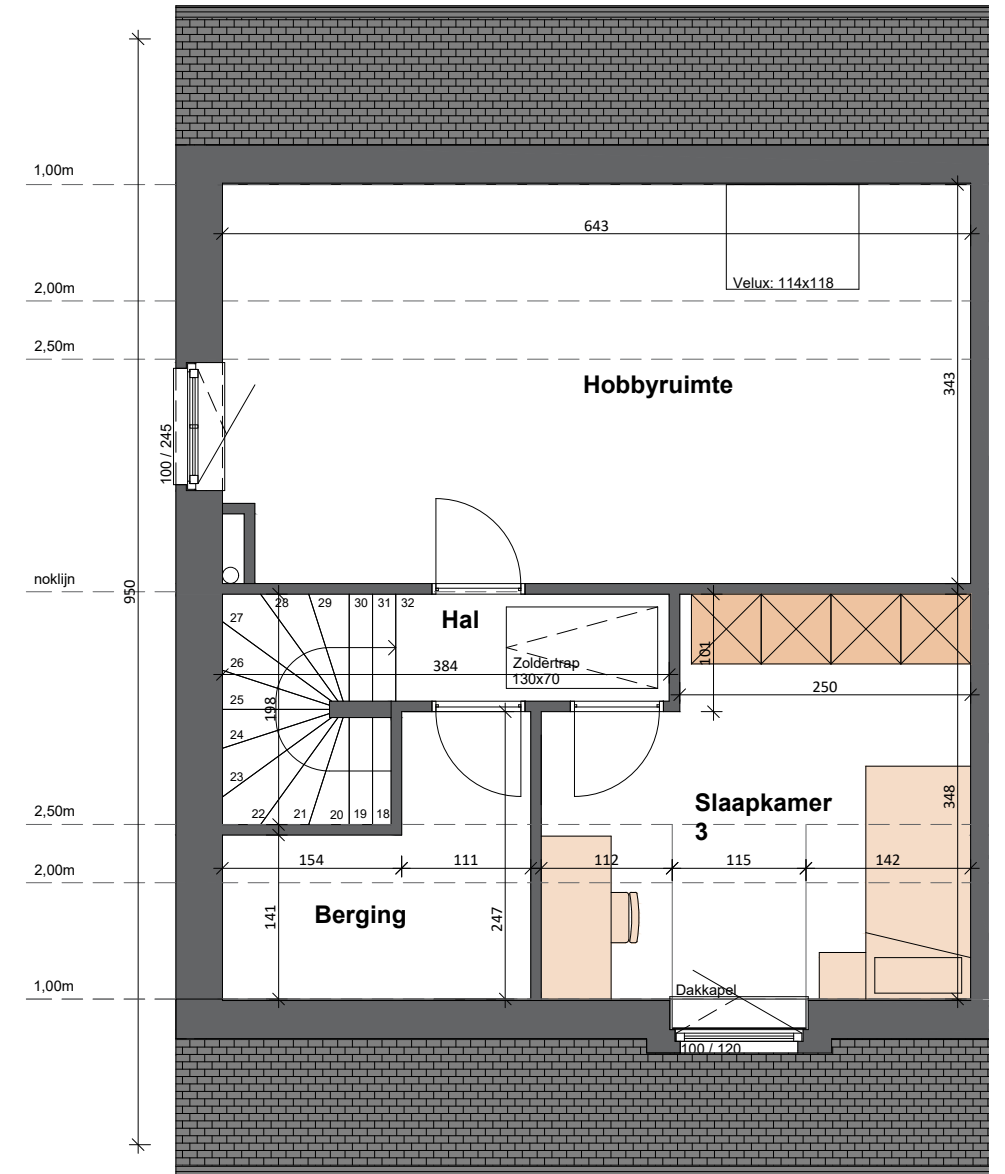 1,00m
643
2,00m
Velux: 114x118
2,50m
Hobbyruimte
343
100 / 245
noklijn
950
28
29
30
31
32
27
Hal
26
384
Zoldertrap
130x70
101
250
25
198
24
23
22
21
20
19
18
2,50m
Slaapkamer
3
348
154
111
112
115
142
2,00m
141
Berging
247
1,00m
Dakkapel
100 / 120